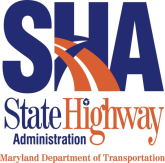 SHA
State Highway
Administration
Maryland Department of Transportation